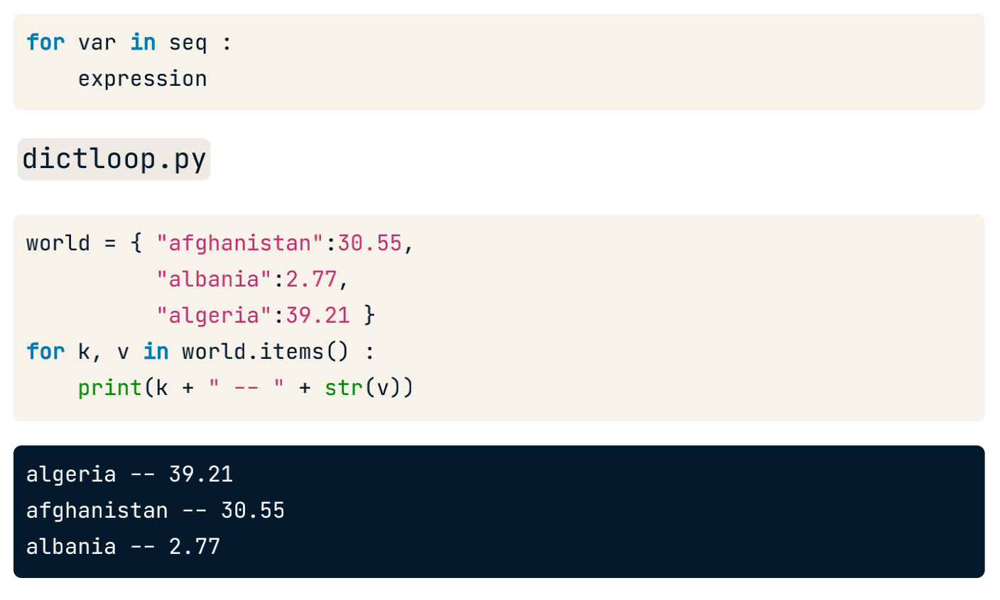 for var in seq :
    expression
dictloop.py
world = { "afghanistan":30.55,
          "albania":2.77,
          "algeria":39.21 }
for k, v in world.items() :
    print(k + " -- " + str(v))
algeria -- 39.21
afghanistan -- 30.55
albania -- 2.77